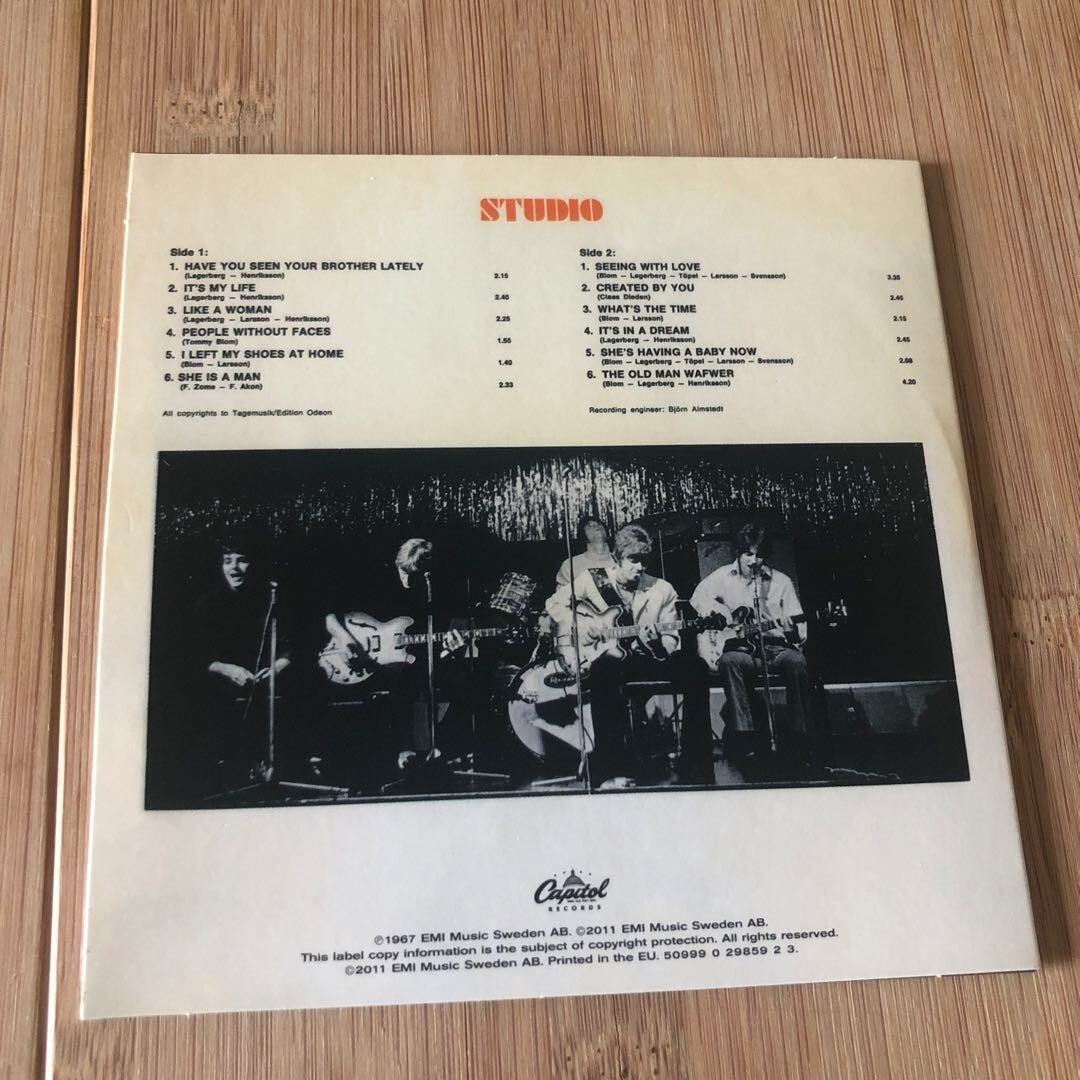 STUDIO
Side 1:
1. HAVE YOU SEEN YOUR BROTHER LATELY
(Lagerberg — Henriksson) 2.15
2. IT'S MY LIFE
(Lagerberg — Henriksson) 2.40
3. LIKE A WOMAN
(Lagerberg — Larsson — Henriksson) 2.25
4. PEOPLE WITHOUT FACES
(Tommy Blom) 1.55
5. I LEFT MY SHOES AT HOME
(Blom — Larsson) 1.40
6. SHE IS A MAN
(F. Zome — F. Akon) 2.33
All copyrights to Tagemusik/Edition Odeon
Side 2:
1. SEEING WITH LOVE
(Blom — Lagerberg — Töpel — Larsson — Svensson) 3.35
2. CREATED BY YOU
(Claes Dieden) 2.45
3. WHAT'S THE TIME
(Blom — Larsson) 2.15
4. IT'S IN A DREAM
(Lagerberg — Henriksson) 2.45
5. SHE'S HAVING A BABY NOW
(Blom — Lagerberg — Töpel — Larsson — Svensson) 2.08
6. THE OLD MAN WAFWER
(Blom — Lagerberg — Henriksson) 4.20
Recording engineer: Björn Almstedt
Capitol
RECORDS
℗1967 EMI Music Sweden AB. ©2011 EMI Music Sweden AB.
This label copy information is the subject of copyright protection. All rights reserved.
©2011 EMI Music Sweden AB. Printed in the EU. 50999 0 29859 2 3.